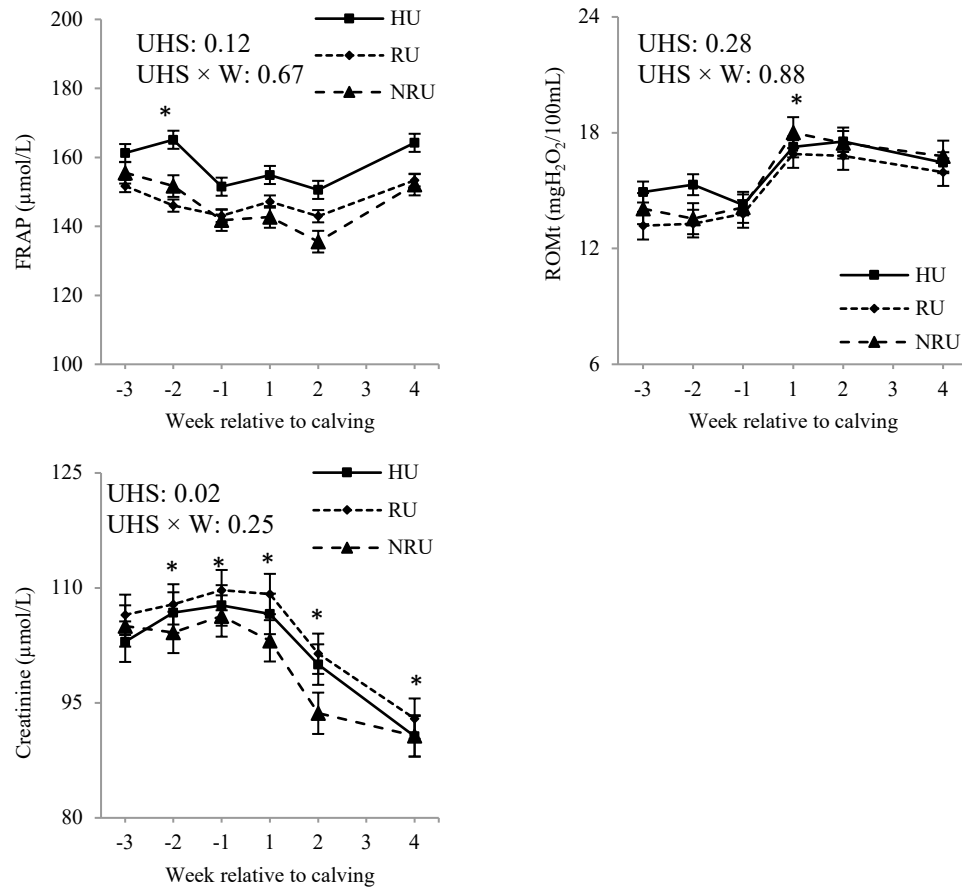 200
180
160
140
120
100
FRAP (µmol/L)
UHS: 0.12
UHS × W: 0.67
HU
RU
NRU
*
-3 -2 -1 1 2 3 4
Week relative to calving
24
18
12
6
ROMt (mgH₂O₂/100mL)
UHS: 0.28
UHS × W: 0.88
*
HU
RU
NRU
-3 -2 -1 1 2 3 4
Week relative to calving
125
110
95
80
Creatinine (µmol/L)
UHS: 0.02
UHS × W: 0.25
HU
RU
NRU
* * * * *
-3 -2 -1 1 2 3 4
Week relative to calving